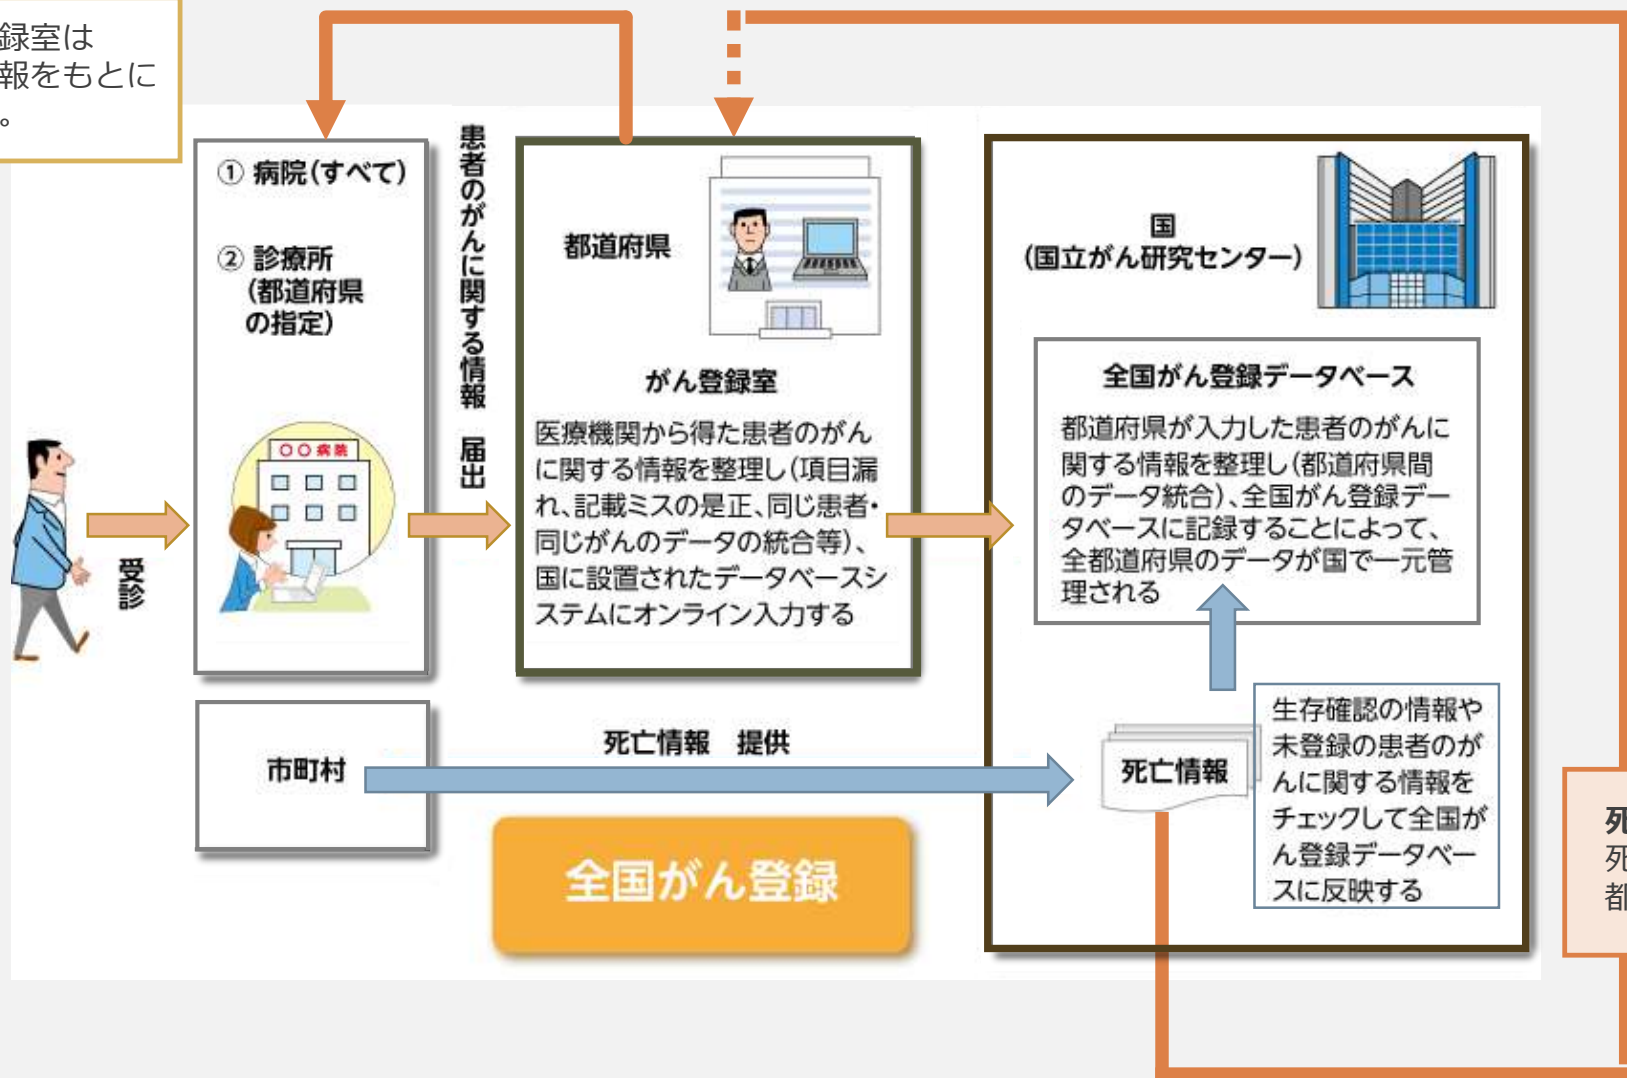 録室は
報をもとに
。
① 病院(すべて)
② 診療所
(都道府県
の指定)
〇〇病院
受診
患者のがんに関する情報 届出
都道府県
がん登録室
医療機関から得た患者のがん
に関する情報を整理し(項目漏
れ、記載ミスの是正、同じ患者・
同じがんのデータの統合等)、
国に設置されたデータベースシ
ステムにオンライン入力する
国
(国立がん研究センター)
全国がん登録データベース
都道府県が入力した患者のがんに
関する情報を整理し(都道府県間
のデータ統合)、全国がん登録デー
タベースに記録することによって、
全都道府県のデータが国で一元管
理される
市町村
死亡情報 提供
死亡情報
生存確認の情報や
未登録の患者のが
んに関する情報を
チェックして全国が
ん登録データベー
スに反映する
全国がん登録
死
死
都